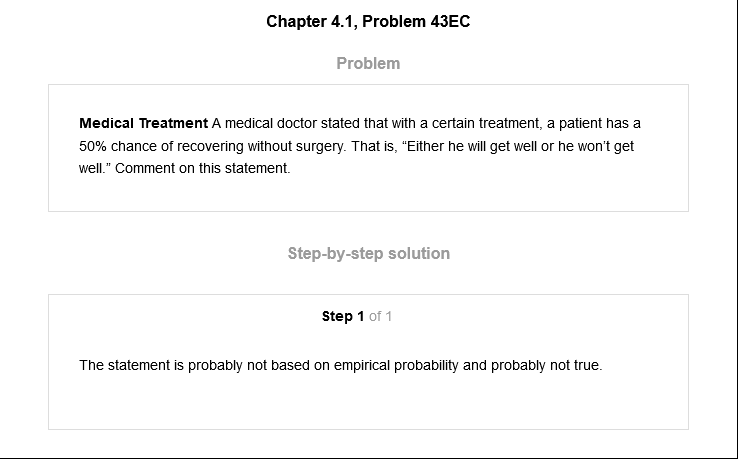 Chapter 4.1, Problem 43EC
Problem
Medical Treatment A medical doctor stated that with a certain treatment, a patient has a
50% chance of recovering without surgery. That is, “Either he will get well or he won’t get
well.” Comment on this statement.
Step-by-step solution
Step 1 of 1
The statement is probably not based on empirical probability and probably not true.